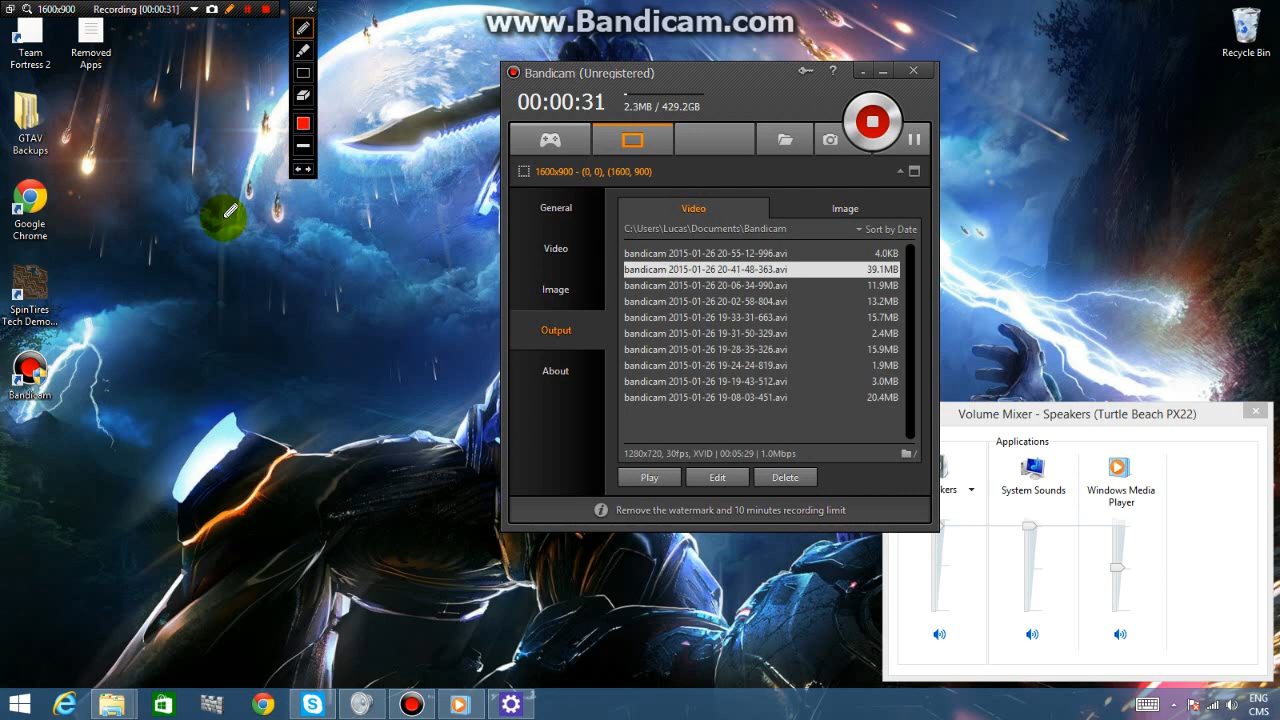 www.Bandicam.com
1600x900 Recording [00:00:31]
Team
Fortress 2
Removed
Apps
GTAV
Backups
Google
Chrome
SpinTires
Tech Demo...
Bandicam
Recycle Bin
Bandicam (Unregistered)
00:00:31
2.3MB / 429.2GB
1600x900 - (0, 0), (1600, 900)
General
Video
Image
Output
About
Video Image
C:\Users\Lucas\Documents\Bandicam Sort by Date
bandicam 2015-01-26 20-55-12-996.avi 4.0KB
bandicam 2015-01-26 20-41-48-363.avi 39.1MB
bandicam 2015-01-26 20-06-34-990.avi 11.9MB
bandicam 2015-01-26 20-02-58-804.avi 13.2MB
bandicam 2015-01-26 19-33-31-663.avi 15.7MB
bandicam 2015-01-26 19-31-50-329.avi 2.4MB
bandicam 2015-01-26 19-28-35-326.avi 15.9MB
bandicam 2015-01-26 19-24-24-819.avi 1.9MB
bandicam 2015-01-26 19-19-43-512.avi 3.0MB
bandicam 2015-01-26 19-08-03-451.avi 20.4MB
1280x720, 30fps, XVID | 00:05:29 | 1.0Mbps
Play Edit Delete
Remove the watermark and 10 minutes recording limit
Volume Mixer - Speakers (Turtle Beach PX22)
Applications
kers
System Sounds
Windows Media
Player
ENG
CMS